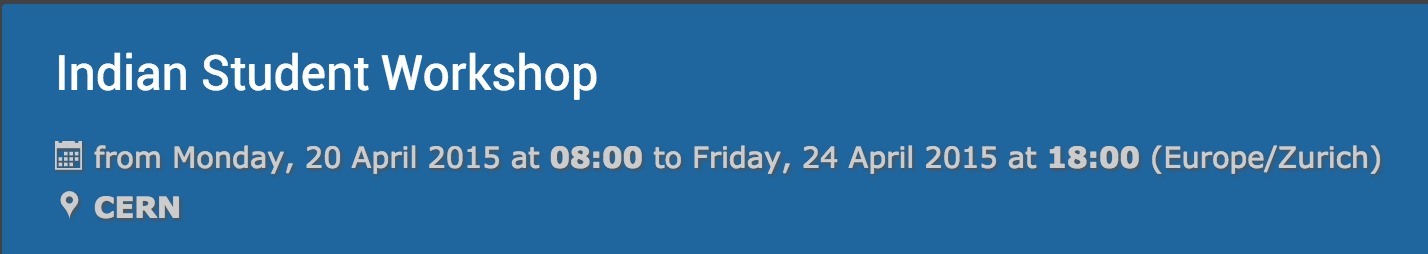 Indian Student Workshop
from Monday, 20 April 2015 at 08:00 to Friday, 24 April 2015 at 18:00 (Europe/Zurich)
CERN